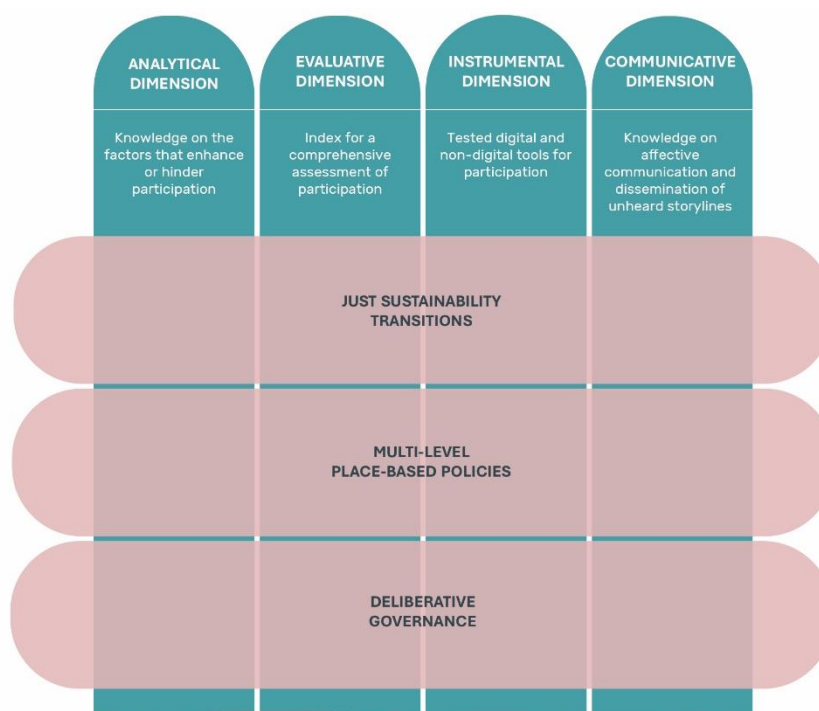 ANALYTICAL
DIMENSION
Knowledge on the
factors that enhance
or hinder
participation
EVALUATIVE
DIMENSION
Index for a
comprehensive
assessment of
participation
INSTRUMENTAL
DIMENSION
Tested digital and
non-digital tools for
participation
COMMUNICATIVE
DIMENSION
Knowledge on
affective
communication and
dissemination of
unheard storylines
JUST SUSTAINABILITY
TRANSITIONS
MULTI-LEVEL
PLACE-BASED POLICIES
DELIBERATIVE
GOVERNANCE